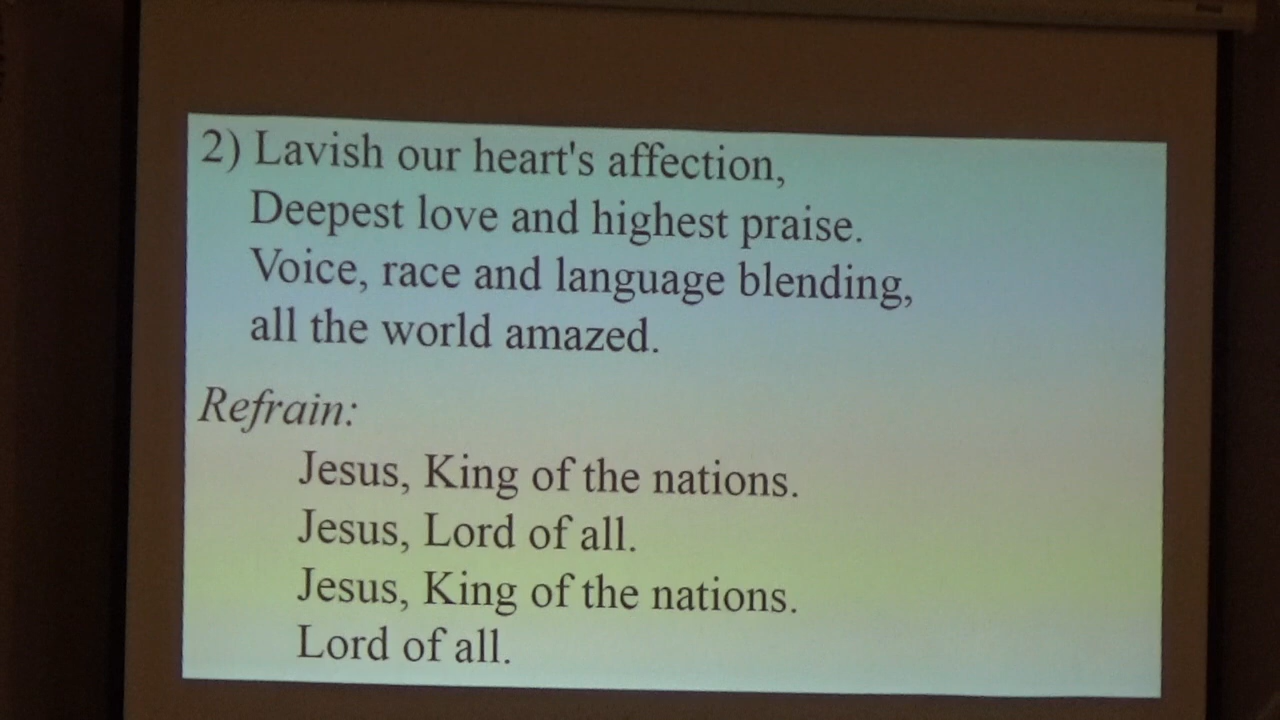 2) Lavish our heart's affection,
Deepest love and highest praise.
Voice, race and language blending,
all the world amazed.
Refrain:
Jesus, King of the nations.
Jesus, Lord of all.
Jesus, King of the nations.
Lord of all.